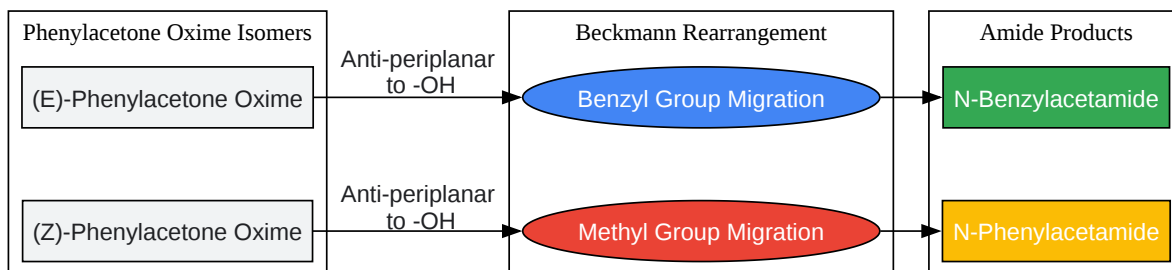 Phenylacetone Oxime Isomers
Beckmann Rearrangement
Amide Products
Anti-periplanar
to -OH
(E)-Phenylacetone Oxime
Benzyl Group Migration
N-Benzylacetamide
Anti-periplanar
to -OH
(Z)-Phenylacetone Oxime
Methyl Group Migration
N-Phenylacetamide